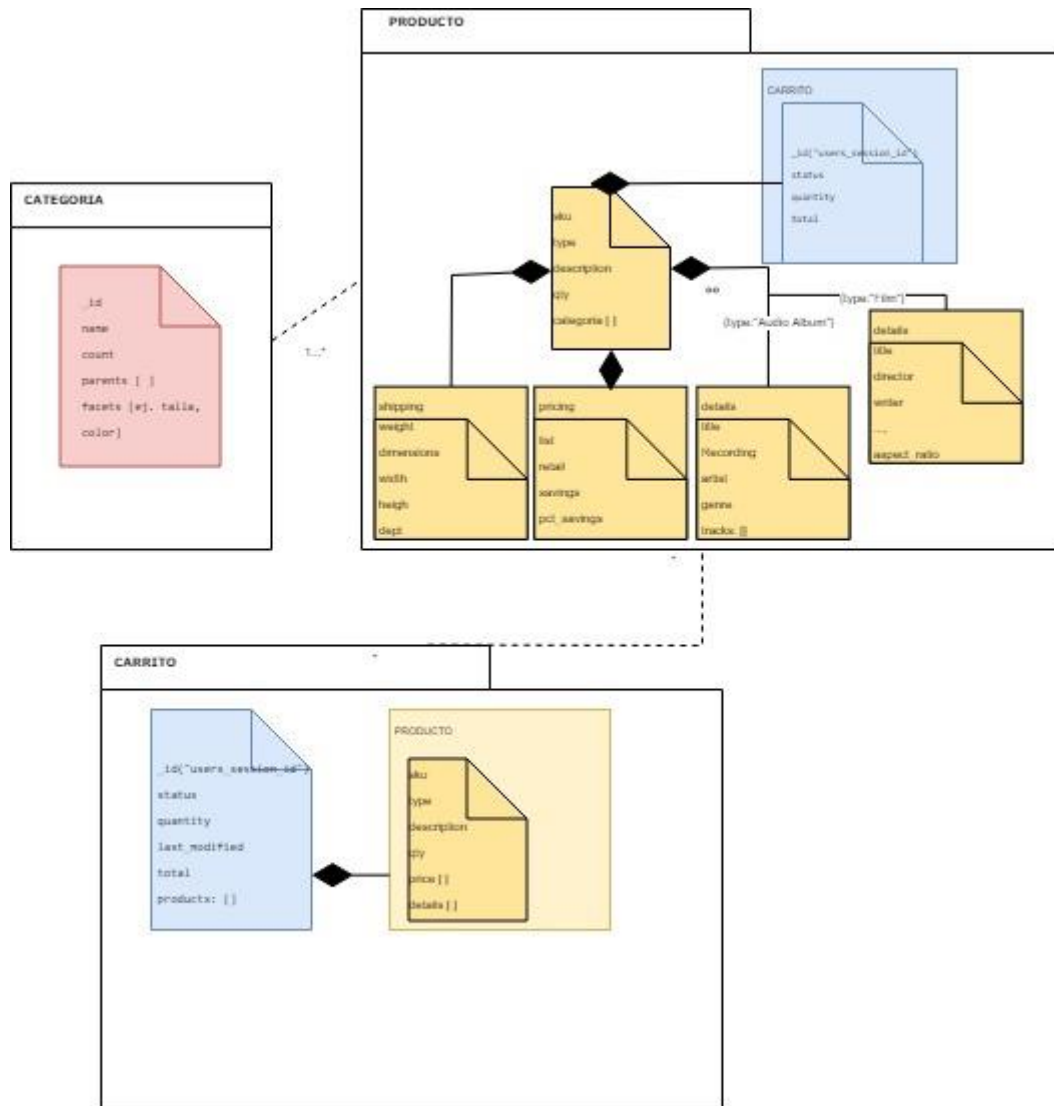 PRODUCTO
CARRITO
_id("users_session_id")
status
quantity
total
CATEGORIA
_id
name
count
parents [ ]
facets [ej. talla,
color]
1...*
sku
type
description
qty
categoria [ ]
**
(type:"Film")
(type:"Audio Album")
shipping
weight
dimensions
width
heigh
dept
pricing
list
retail
savings
pct_savings
details
title
Recording
artist
genre
tracks: []
details
title
director
writer
....
aspect_ratio
CARRITO
_id("users_session_id")
status
quantity
last_modified
total
products: []
PRODUCTO
sku
type
description
qty
price [ ]
details [ ]